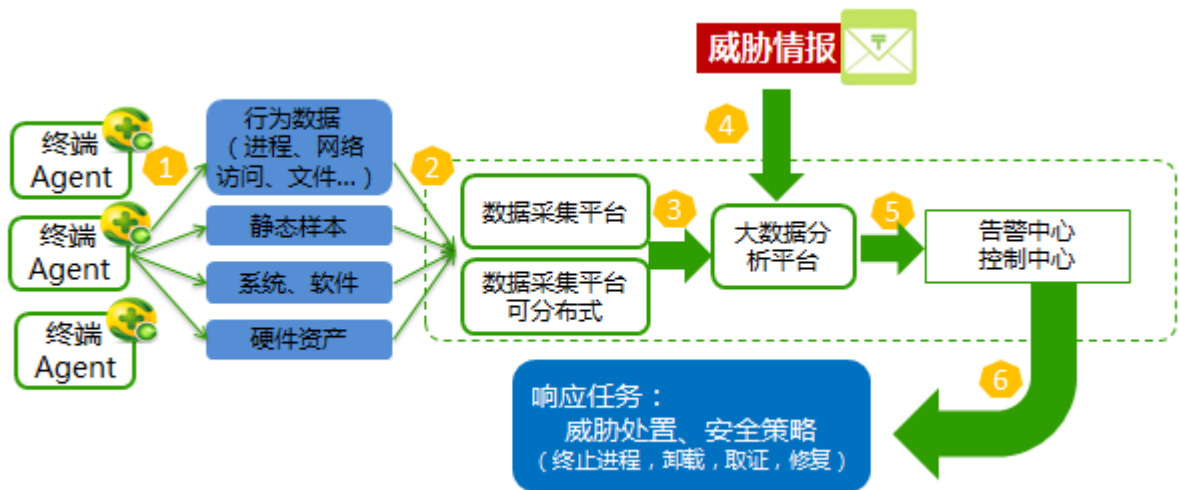 威胁情报
终端
Agent
终端
Agent
终端
Agent
1
行为数据
（进程、网络
访问、文件...）
静态样本
系统、软件
硬件资产
2
数据采集平台
数据采集平台
可分布式
3
4
大数据分
析平台
5
告警中心
控制中心
6
响应任务：
威胁处置、安全策略
（终止进程，卸载，取证，修复）